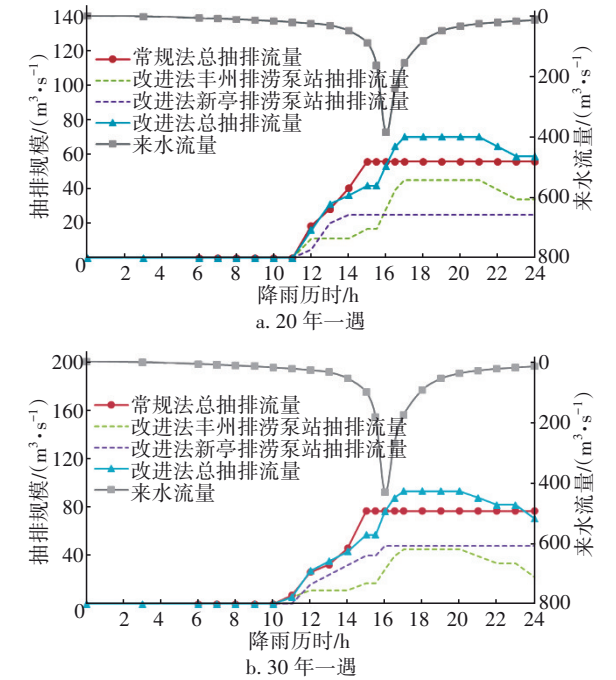 140
120
100
80
60
40
20
0
抽排规模/(m³•s⁻¹)
常规法总抽排流量
改进法丰州排涝泵站抽排流量
改进法新亭排涝泵站抽排流量
改进法总抽排流量
来水流量
0
200
400
600
800
来水流量/(m³•s⁻¹)
2 4 6 8 10 12 14 16 18 20 22 24
降雨历时/h
a. 20 年一遇
200
160
120
80
40
0
抽排规模/(m³•s⁻¹)
常规法总抽排流量
改进法丰州排涝泵站抽排流量
改进法新亭排涝泵站抽排流量
改进法总抽排流量
来水流量
0
200
400
600
800
来水流量/(m³•s⁻¹)
2 4 6 8 10 12 14 16 18 20 22 24
降雨历时/h
b. 30 年一遇